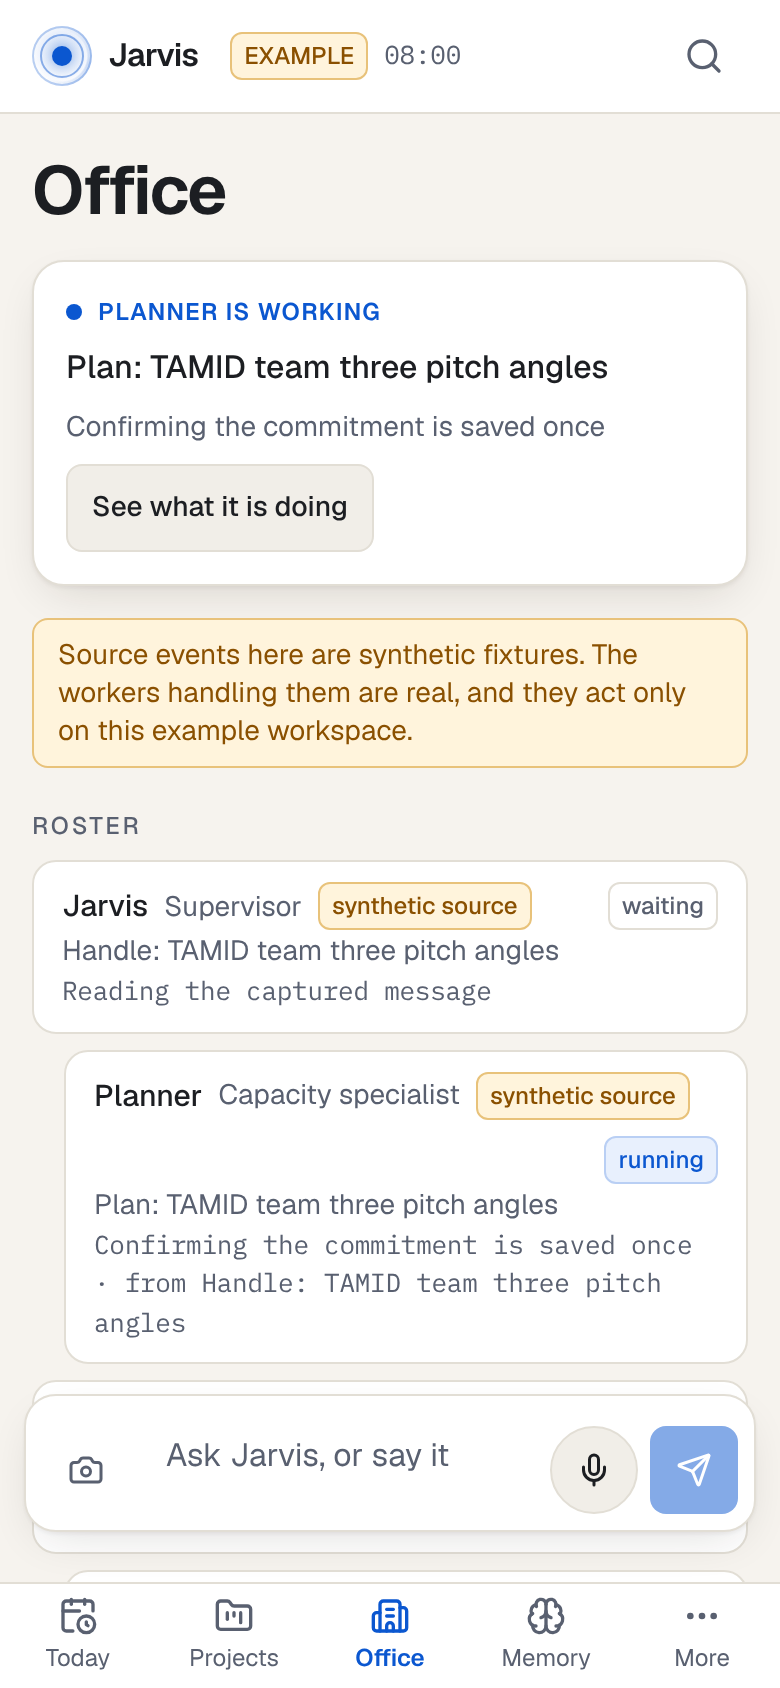 Jarvis EXAMPLE 08:00
Office
PLANNER IS WORKING
Plan: TAMID team three pitch angles
Confirming the commitment is saved once
See what it is doing
Source events here are synthetic fixtures. The
workers handling them are real, and they act only
on this example workspace.
ROSTER
Jarvis Supervisor synthetic source waiting
Handle: TAMID team three pitch angles
Reading the captured message
Planner Capacity specialist synthetic source
running
Plan: TAMID team three pitch angles
Confirming the commitment is saved once
· from Handle: TAMID team three pitch
angles
Ask Jarvis, or say it
Today Projects Office Memory More